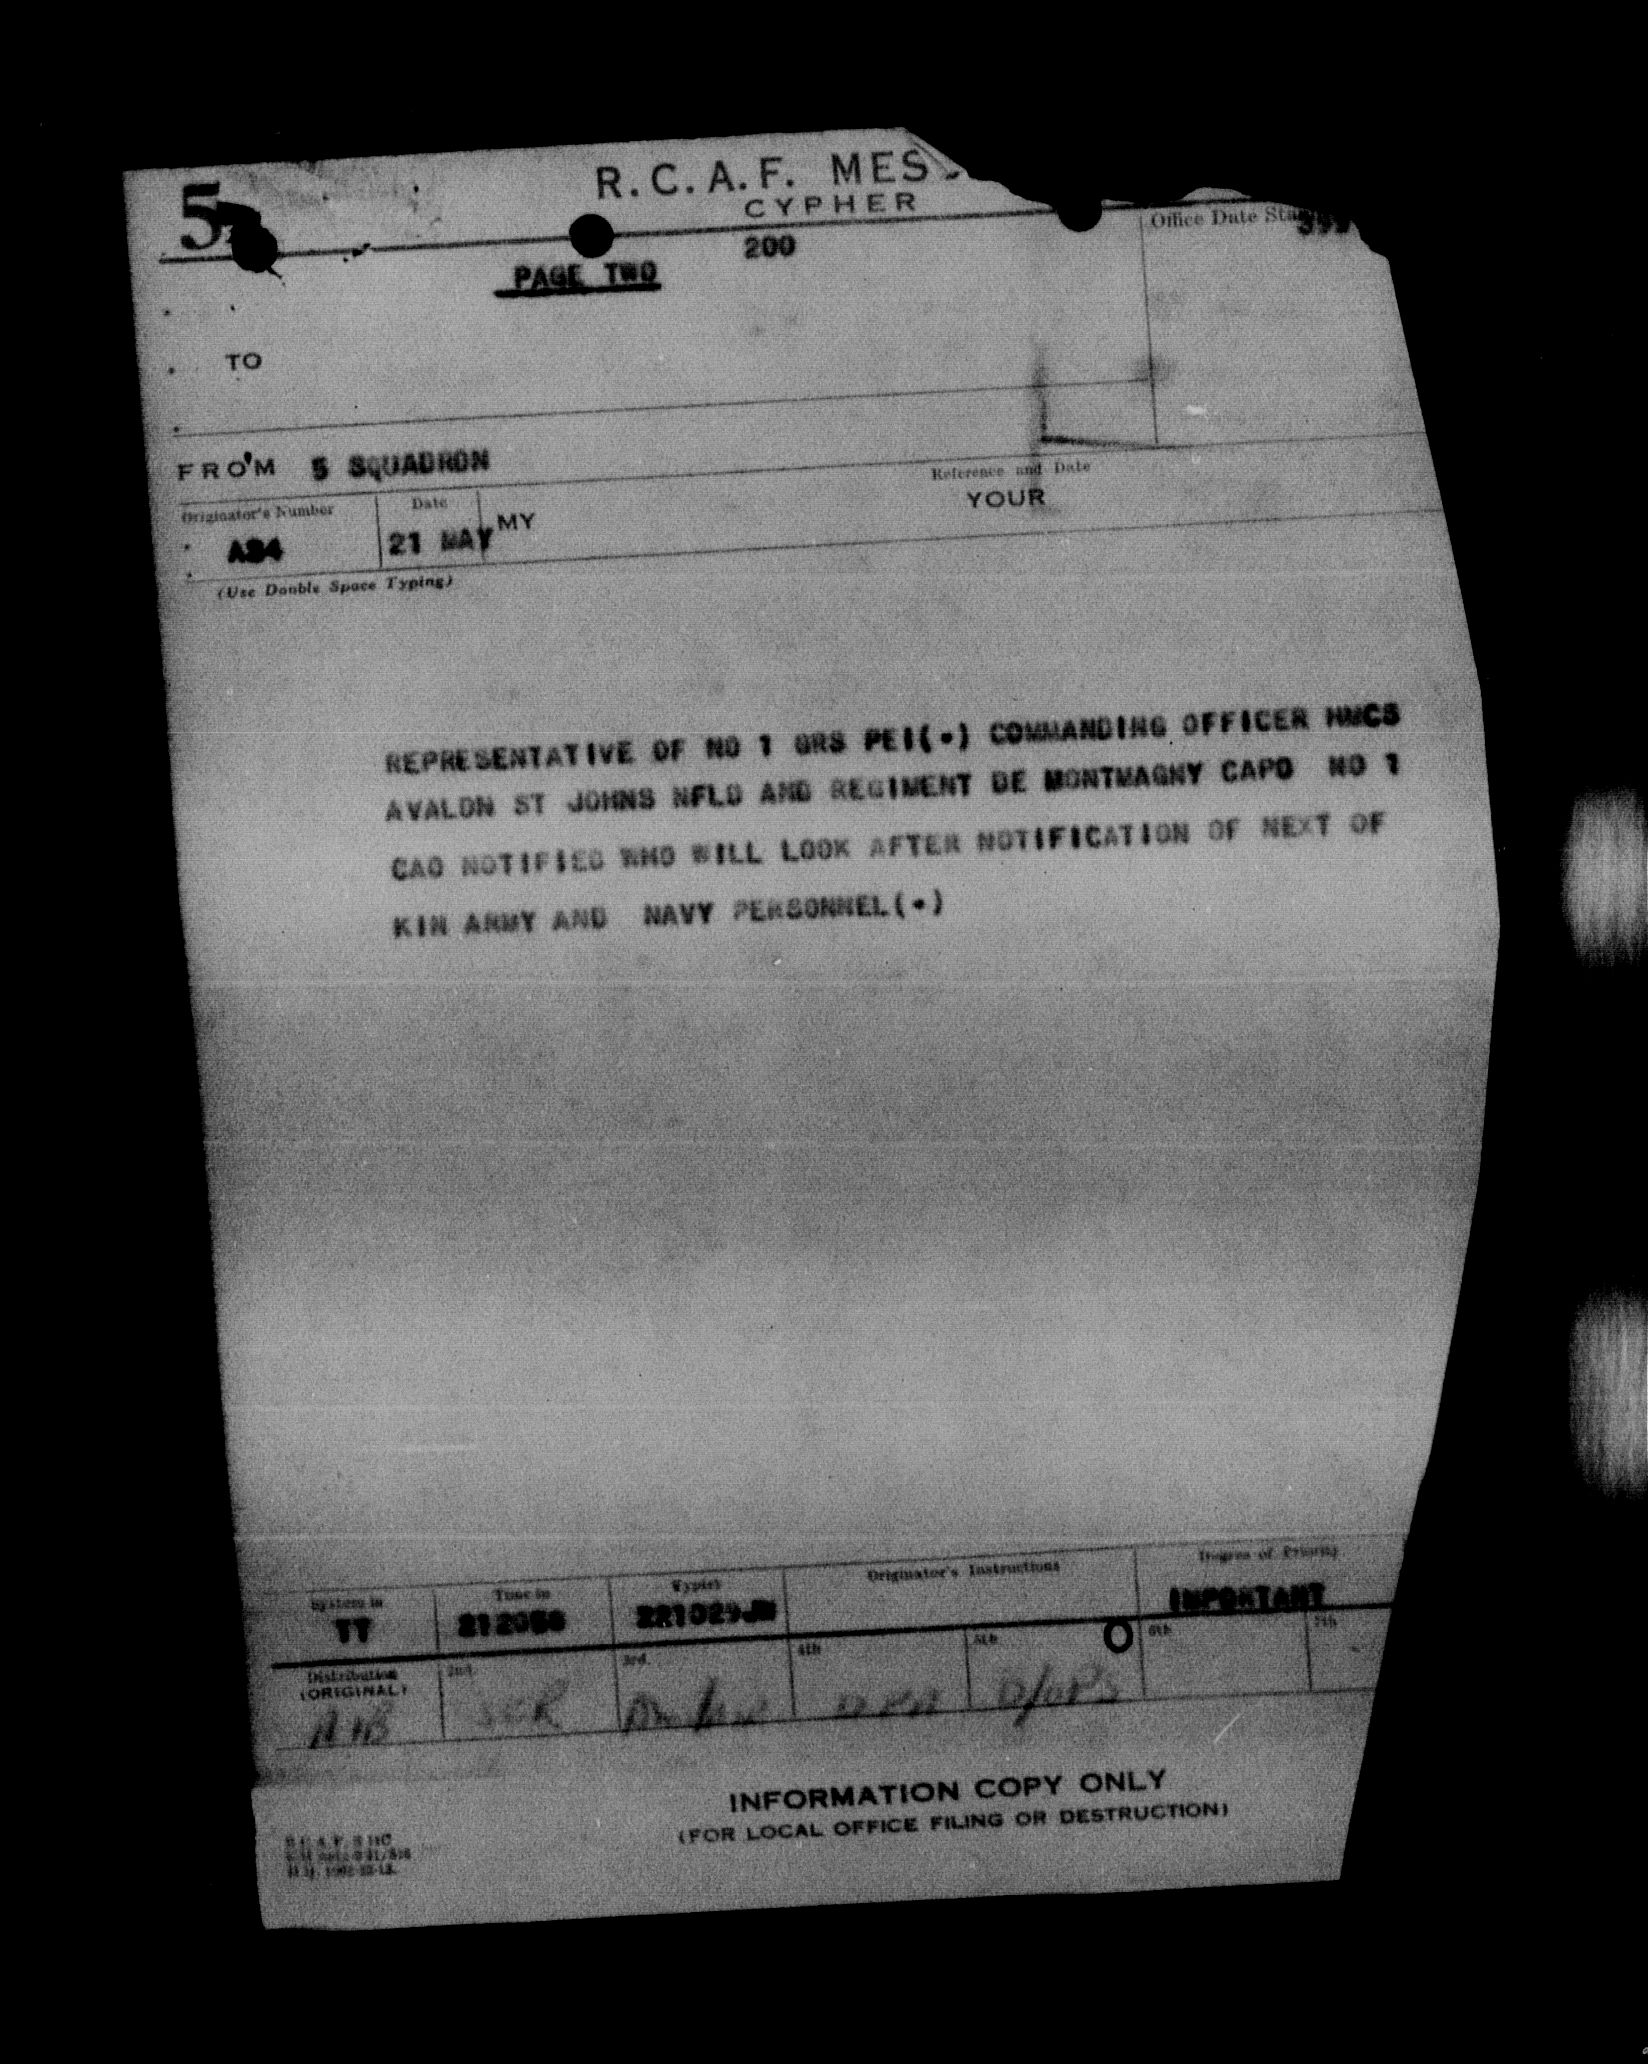 R.C.A.F. MES
CYPHER
5
Office Date Sta
200
PAGE TWO
TO
FROM 5 SQUADRON
Reference and Date
Originator's Number
Date
MY
YOUR
A34
21 MAY
(Use Double Space Typing)
REPRESENTATIVE OF NO 1 GRS PEI(.) COMMANDING OFFICER HMCS
AVALON ST JOHNS NFLD AND REGIMENT DE MONTMAGNY CAPO NO 1
CAO NOTIFIED WHO WILL LOOK AFTER NOTIFICATION OF NEXT OF
KIN ARMY AND NAVY PERSONNEL(.)
System in
Time in
Typist
Originator's Instructions
Degree of Priority
TT
IMPORTANT
Distribution
(ORIGINAL)
2nd
3rd
4th
5th
6th
7th
D/OPS
INFORMATION COPY ONLY
(FOR LOCAL OFFICE FILING OR DESTRUCTION)